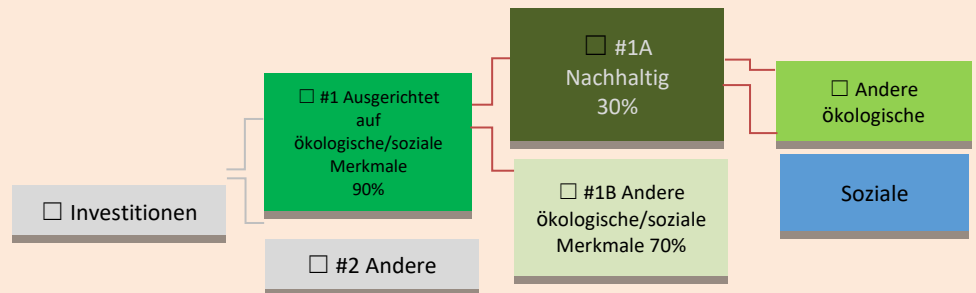 ☐ Investitionen
☐ #1 Ausgerichtet
auf
ökologische/soziale
Merkmale
90%
☐ #2 Andere
☐ #1A
Nachhaltig
30%
☐ #1B Andere
ökologische/soziale
Merkmale 70%
☐ Andere
ökologische
Soziale